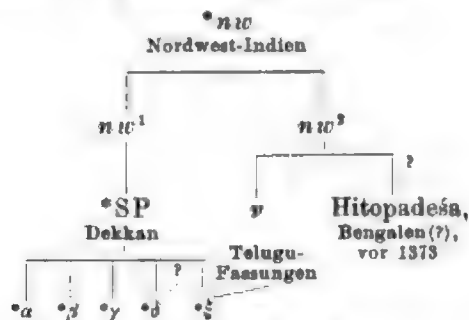 *nw
Nordwest-Indien
nw¹ nw²
?
*SP
Dekkan
ν Hitopadeśa,
Bengalen(?),
vor 1373
? Telugu-
Fassungen
*α *β *γ *δ *ξ